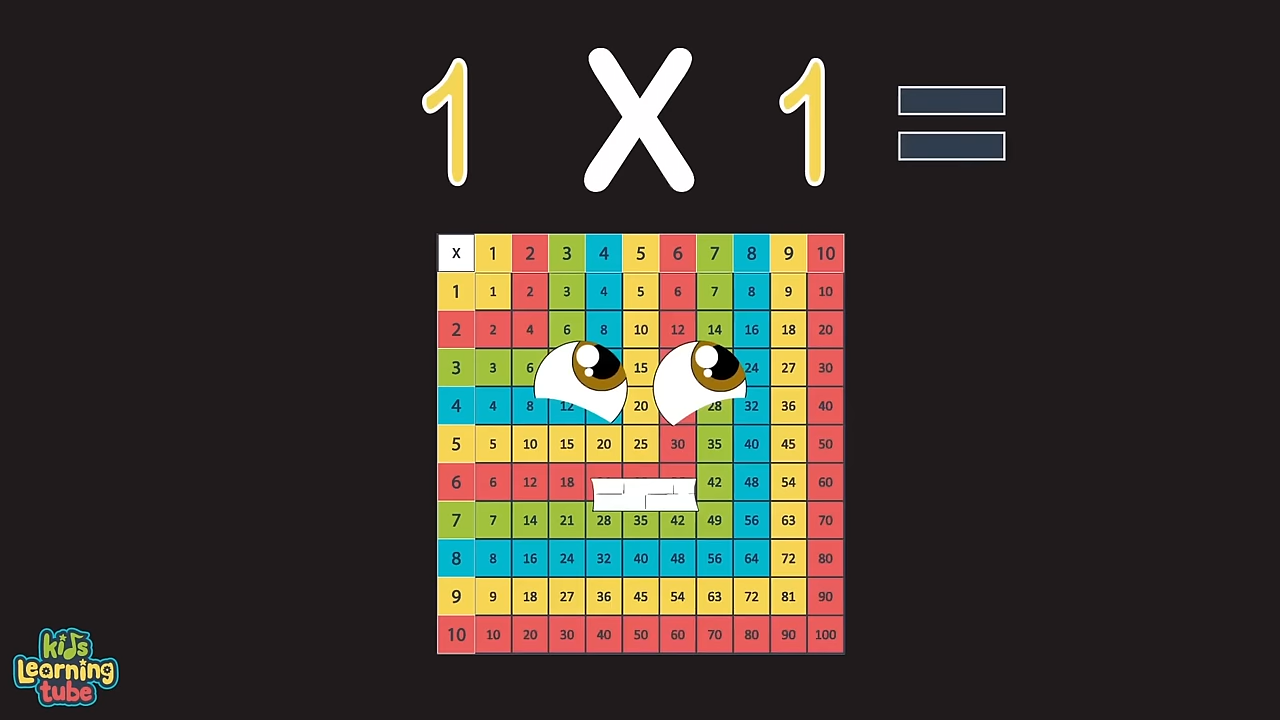 1 X 1 =
X 1 2 3 4 5 6 7 8 9 10
1 1 2 3 4 5 6 7 8 9 10
2 2 4 6 8 10 12 14 16 18 20
3 3 6 15 24 27 30
4 4 8 12 20 28 32 36 40
5 5 10 15 20 25 30 35 40 45 50
6 6 12 18 42 48 54 60
7 7 14 21 28 35 42 49 56 63 70
8 8 16 24 32 40 48 56 64 72 80
9 9 18 27 36 45 54 63 72 81 90
10 10 20 30 40 50 60 70 80 90 100
kids
Learning
tube